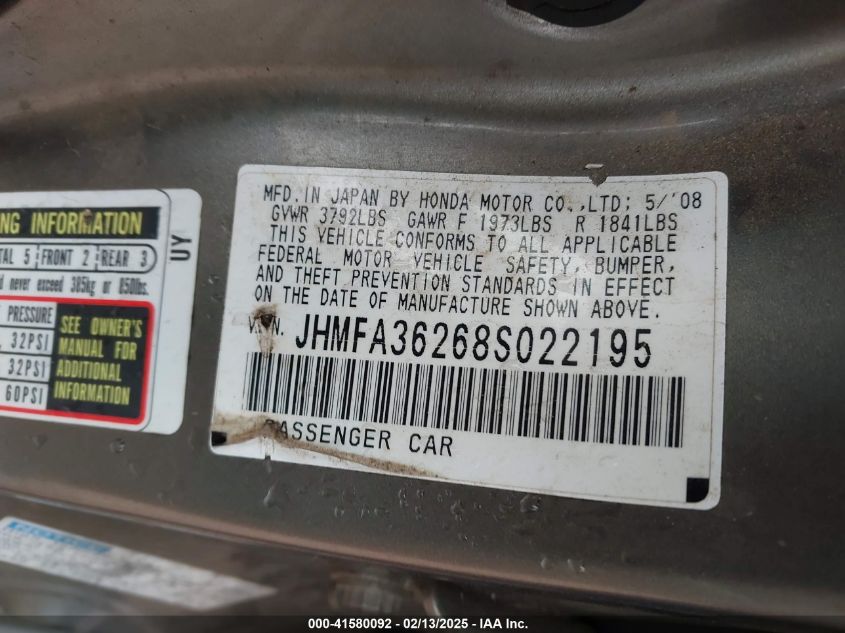 NG INFORMATION
TAL 5 FRONT 2 REAR 3
d never exceed 385kg or 850lbs.
PRESSURE
32PSI
32PSI
60PSI
SEE OWNER'S
MANUAL FOR
ADDITIONAL
INFORMATION
UY
MFD. IN JAPAN BY HONDA MOTOR CO.,LTD: 5/'08
GVWR 3792LBS GAWR F 1973LBS R 1841LBS
THIS VEHICLE CONFORMS TO ALL APPLICABLE
FEDERAL MOTOR VEHICLE SAFETY, BUMPER,
AND THEFT PREVENTION STANDARDS IN EFFECT
ON THE DATE OF MANUFACTURE SHOWN ABOVE.
V.I.N. JHMFA36268S022195
PASSENGER CAR
000-41580092 - 02/13/2025 - IAA Inc.